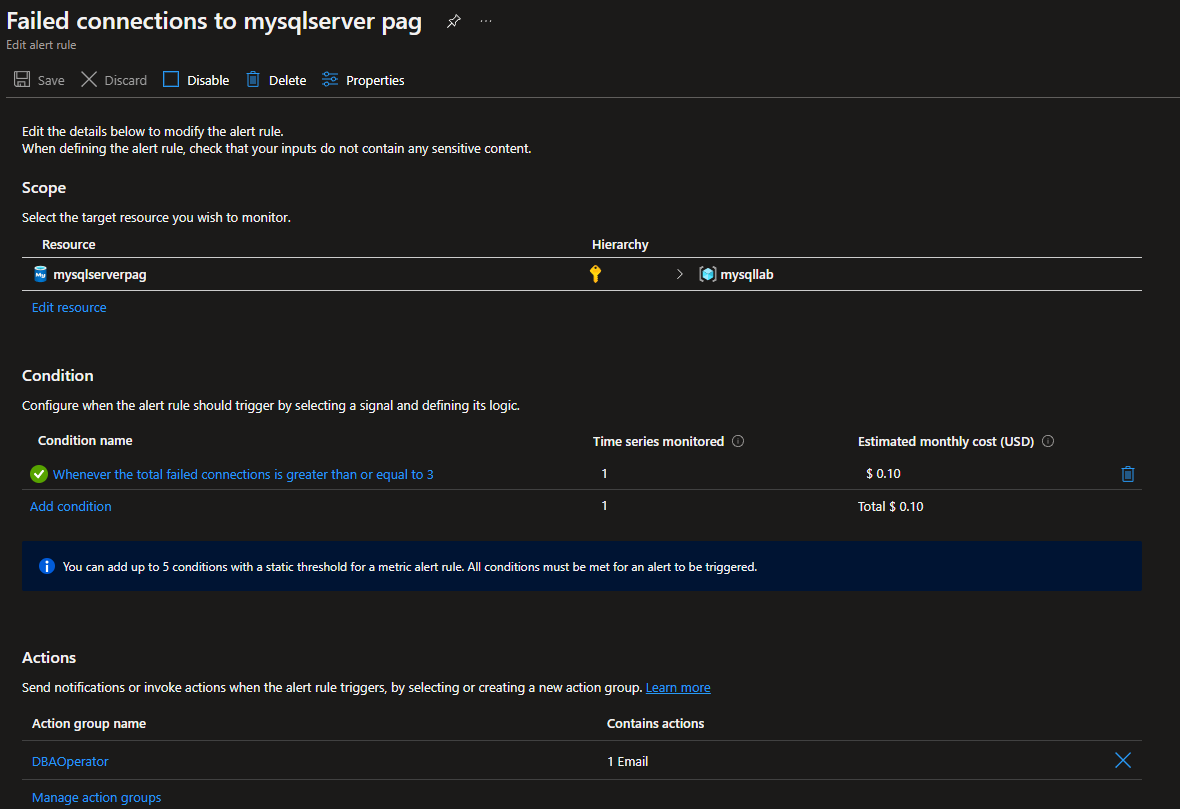 Failed connections to mysqlserver pag
Edit alert rule
Save Discard Disable Delete Properties
Edit the details below to modify the alert rule.
When defining the alert rule, check that your inputs do not contain any sensitive content.
Scope
Select the target resource you wish to monitor.
Resource Hierarchy
My mysqlserverpag > mysqllab
Edit resource
Condition
Configure when the alert rule should trigger by selecting a signal and defining its logic.
Condition name Time series monitored Estimated monthly cost (USD)
Whenever the total failed connections is greater than or equal to 3 1 $ 0.10
Add condition 1 Total $ 0.10
You can add up to 5 conditions with a static threshold for a metric alert rule. All conditions must be met for an alert to be triggered.
Actions
Send notifications or invoke actions when the alert rule triggers, by selecting or creating a new action group. Learn more
Action group name Contains actions
DBAOperator 1 Email
Manage action groups